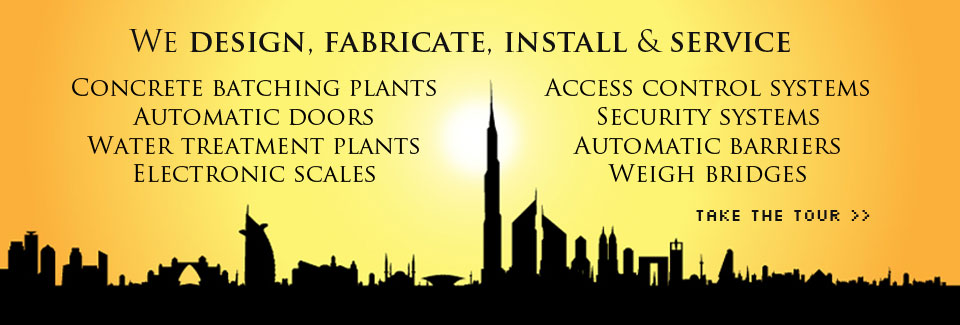 We design, fabricate, install & service
Concrete batching plants
Automatic doors
Water treatment plants
Electronic scales
Access control systems
Security systems
Automatic barriers
Weigh bridges
TAKE THE TOUR >>